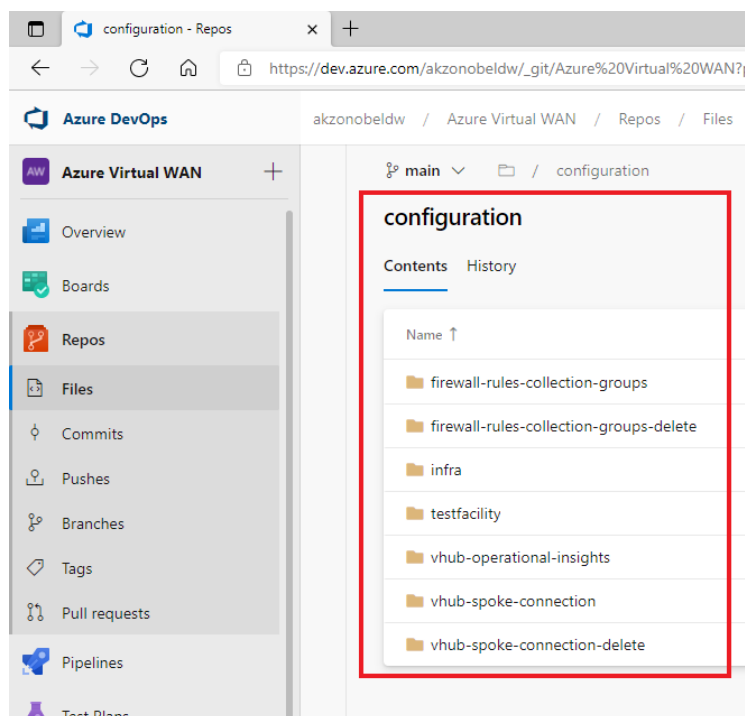 configuration - Repos
https://dev.azure.com/akzonobeldw/_git/Azure%20Virtual%20WAN?
Azure DevOps
akzonobeldw / Azure Virtual WAN / Repos / Files
AW Azure Virtual WAN
main / configuration
configuration
Contents History
Name ↑
firewall-rules-collection-groups
firewall-rules-collection-groups-delete
infra
testfacility
vhub-operational-insights
vhub-spoke-connection
vhub-spoke-connection-delete
Overview
Boards
Repos
Files
Commits
Pushes
Branches
Tags
Pull requests
Pipelines
Test Plans